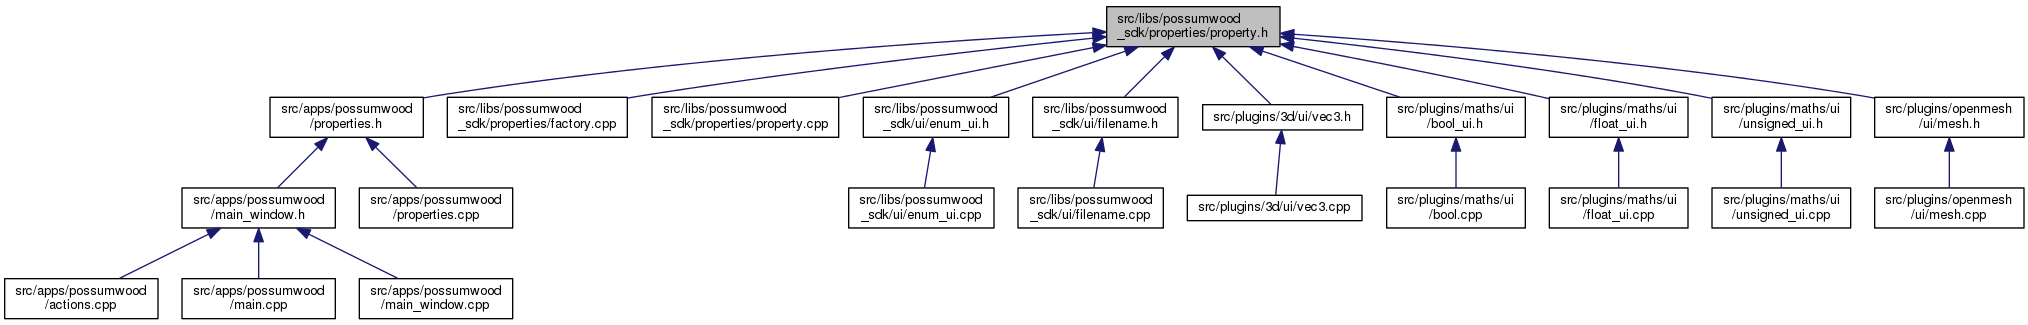 src/libs/possumwood
_sdk/properties/property.h
src/apps/possumwood
/properties.h
src/libs/possumwood
_sdk/properties/factory.cpp
src/libs/possumwood
_sdk/properties/property.cpp
src/libs/possumwood
_sdk/ui/enum_ui.h
src/libs/possumwood
_sdk/ui/filename.h
src/plugins/3d/ui/vec3.h
src/plugins/maths/ui
/bool_ui.h
src/plugins/maths/ui
/float_ui.h
src/plugins/maths/ui
/unsigned_ui.h
src/plugins/openmesh
/ui/mesh.h
src/apps/possumwood
/main_window.h
src/apps/possumwood
/properties.cpp
src/libs/possumwood
_sdk/ui/enum_ui.cpp
src/libs/possumwood
_sdk/ui/filename.cpp
src/plugins/3d/ui/vec3.cpp
src/plugins/maths/ui
/bool.cpp
src/plugins/maths/ui
/float_ui.cpp
src/plugins/maths/ui
/unsigned_ui.cpp
src/plugins/openmesh
/ui/mesh.cpp
src/apps/possumwood
/actions.cpp
src/apps/possumwood
/main.cpp
src/apps/possumwood
/main_window.cpp